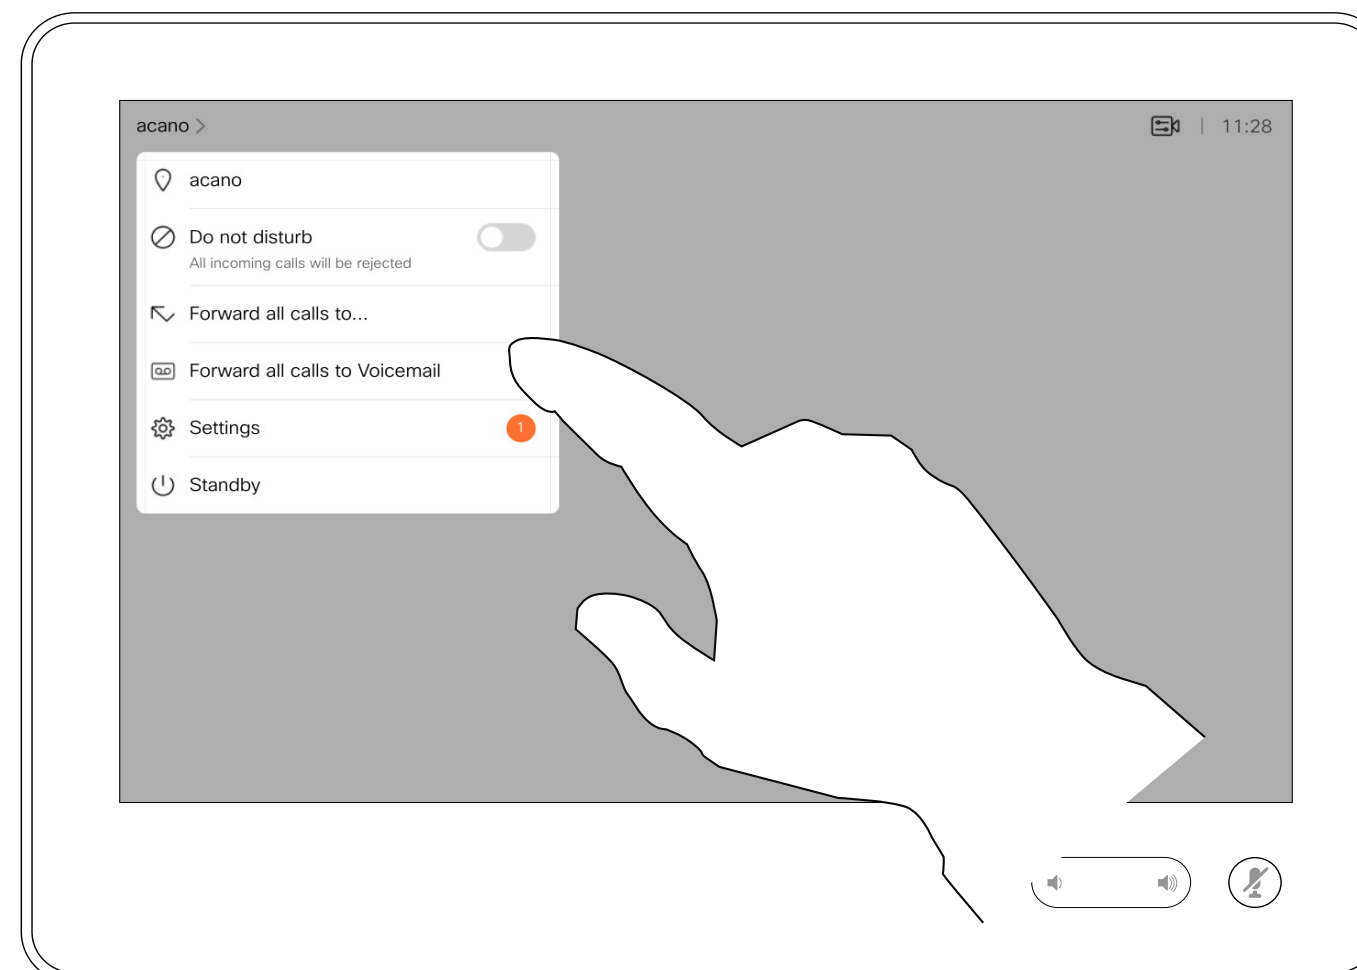 acano
11:28
acano
Do not disturb
All incoming calls will be rejected
Forward all calls to...
Forward all calls to Voicemail
Settings
1
Standby